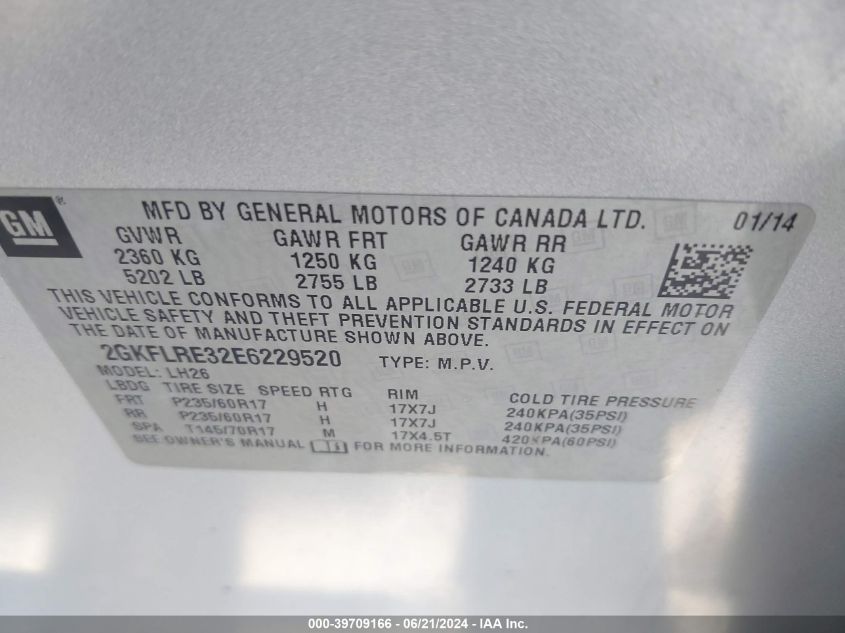 GM®
MFD BY GENERAL MOTORS OF CANADA LTD. 01/14
GVWR GAWR FRT GAWR RR
2360 KG 1250 KG 1240 KG
5202 LB 2755 LB 2733 LB
THIS VEHICLE CONFORMS TO ALL APPLICABLE U.S. FEDERAL MOTOR
VEHICLE SAFETY AND THEFT PREVENTION STANDARDS IN EFFECT ON
THE DATE OF MANUFACTURE SHOWN ABOVE.
2GKFLRE32E6229520 TYPE: M.P.V.
MODEL: LH26
LBDG TIRE SIZE SPEED RTG RIM COLD TIRE PRESSURE
FRT P235/60R17 H 17X7J 240KPA(35PSI)
RR P235/60R17 H 17X7J 240KPA(35PSI)
SPA T145/70R17 M 17X4.5T 420KPA(60PSI)
SEE OWNER'S MANUAL FOR MORE INFORMATION.
000-39709166 - 06/21/2024 - IAA Inc.